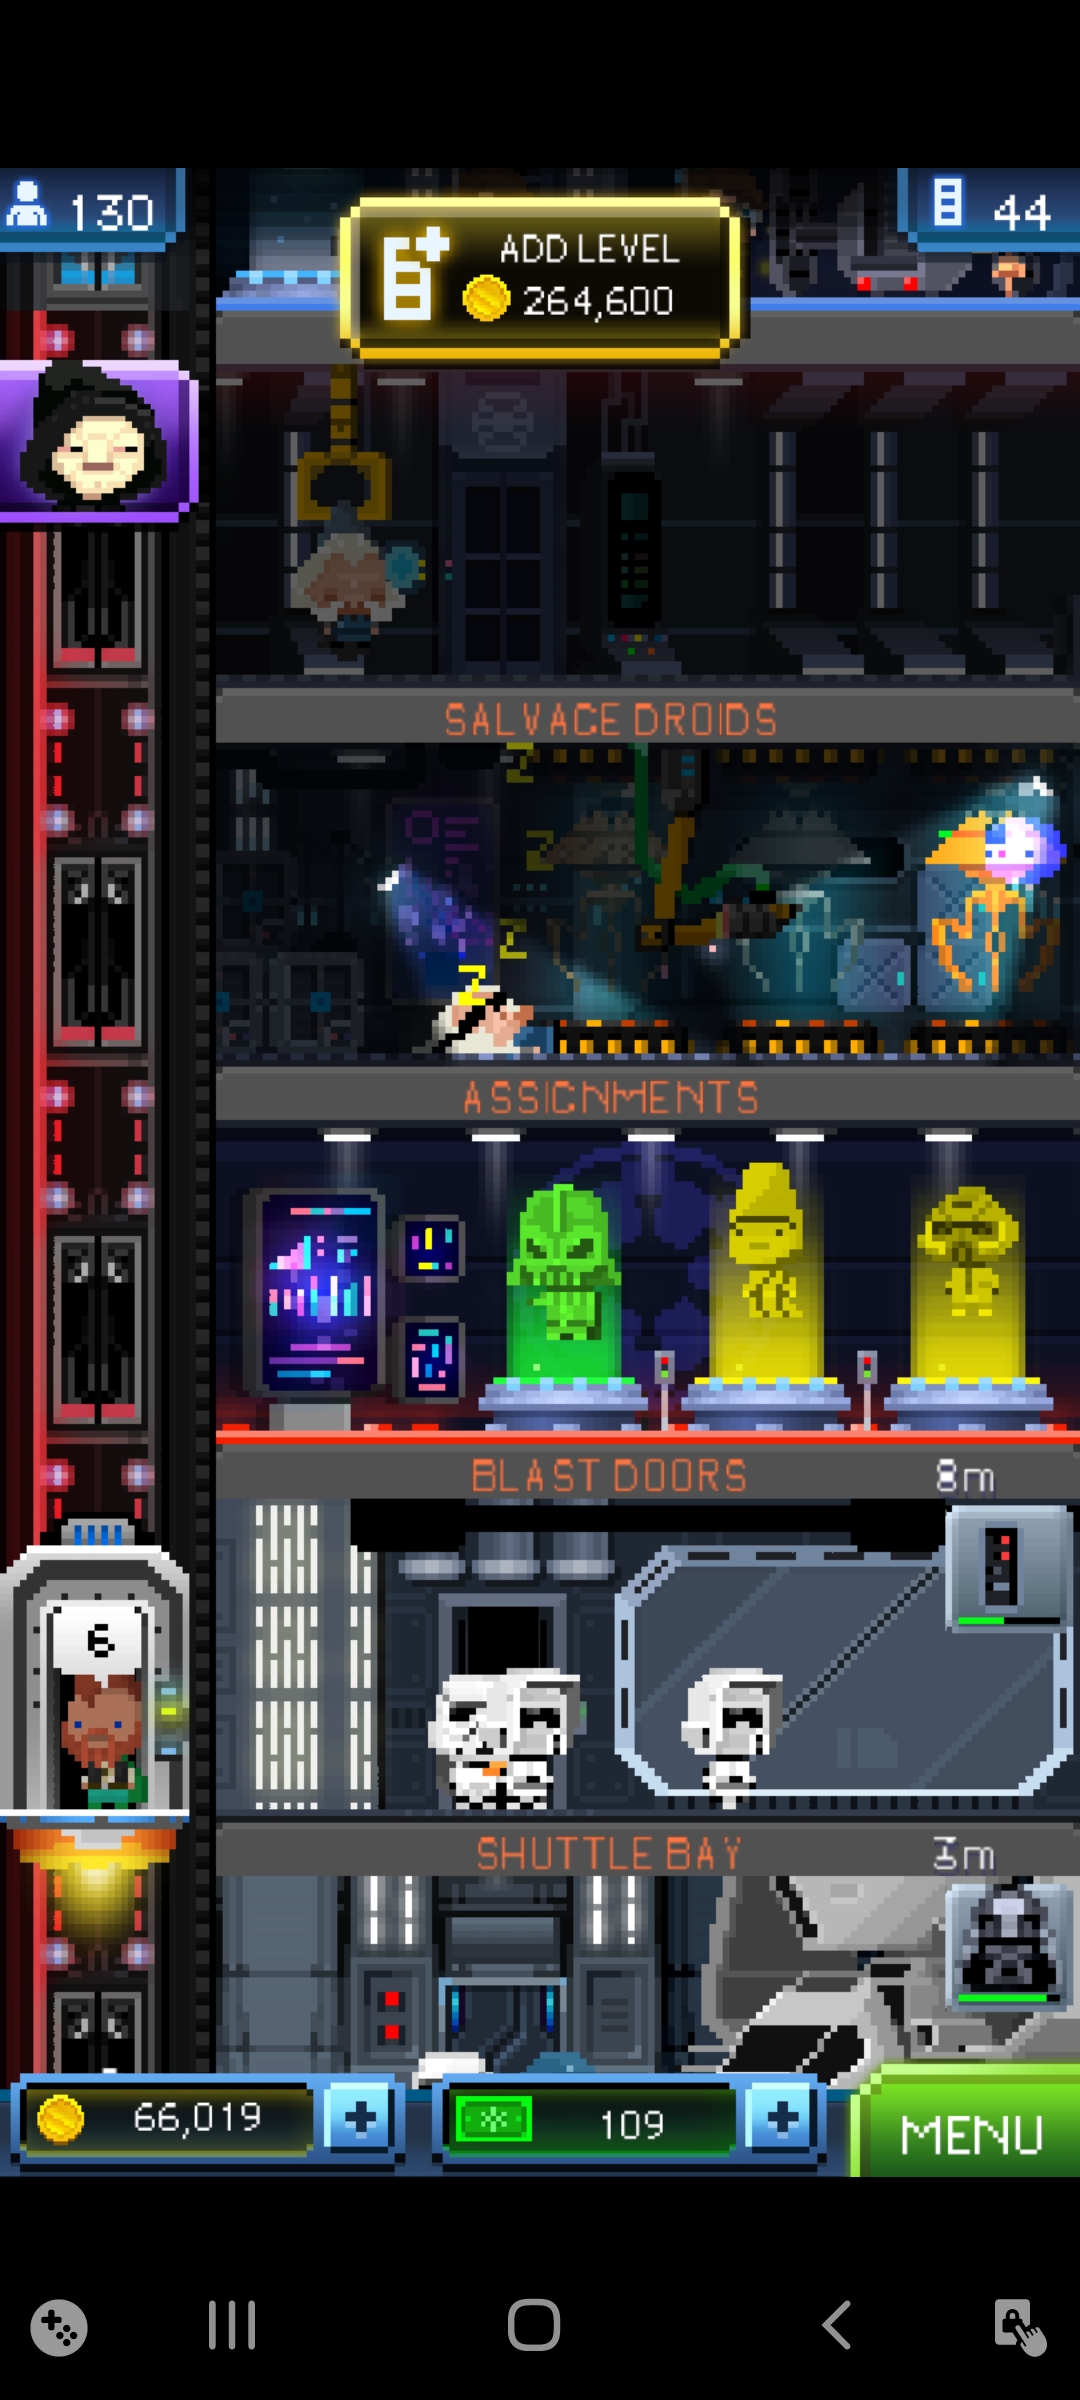 130
44
ADD LEVEL
264,600
SALVAGE DROIDS
Z
Z
Z
Z
ASSIGNMENTS
BLAST DOORS 8m
6
SHUTTLE BAY 3m
66,019
109
MENU